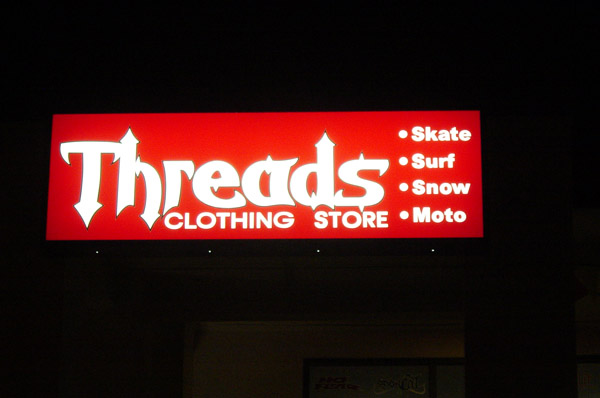 Threads
CLOTHING STORE
• Skate
• Surf
• Snow
• Moto